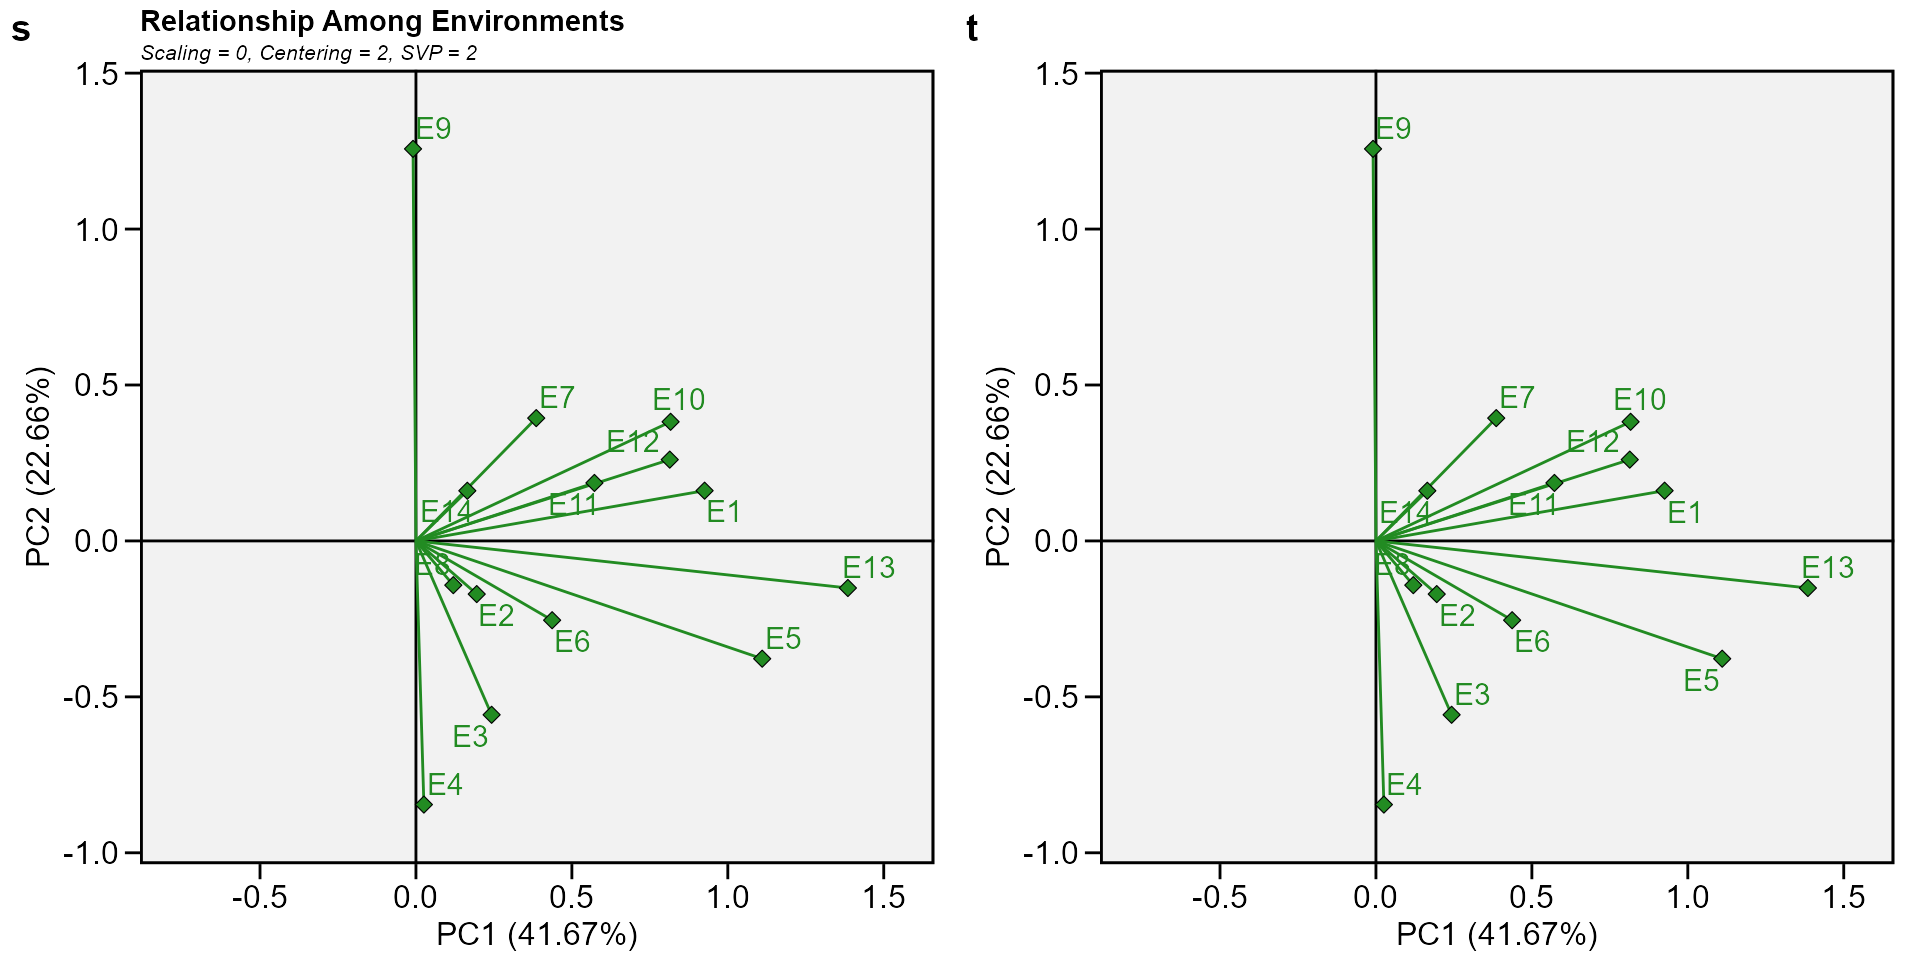 s
Relationship Among Environments
Scaling = 0, Centering = 2, SVP = 2
1.5
1.0
0.5
0.0
-0.5
-1.0
PC2 (22.66%)
E9
E7
E10
E12
E14
E11
E1
E8
E13
E2
E6
E5
E3
E4
-0.5
0.0
0.5
1.0
1.5
PC1 (41.67%)
t
1.5
1.0
0.5
0.0
-0.5
-1.0
PC2 (22.66%)
E9
E7
E10
E12
E14
E11
E1
E8
E13
E2
E6
E5
E3
E4
-0.5
0.0
0.5
1.0
1.5
PC1 (41.67%)